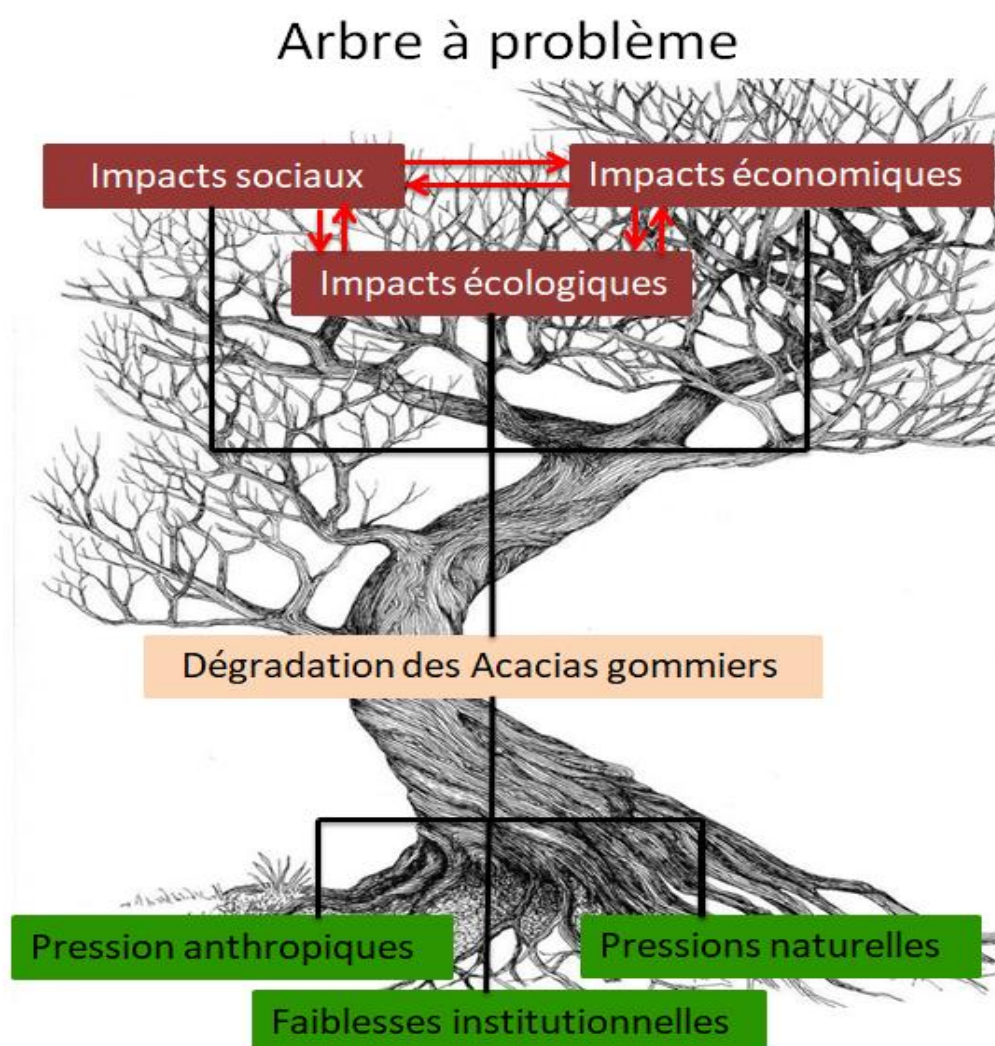 Arbre à problème
Impacts sociaux
Impacts économiques
Impacts écologiques
Dégradation des Acacias gommiers
Pression anthropiques
Pressions naturelles
Faiblesses institutionnelles